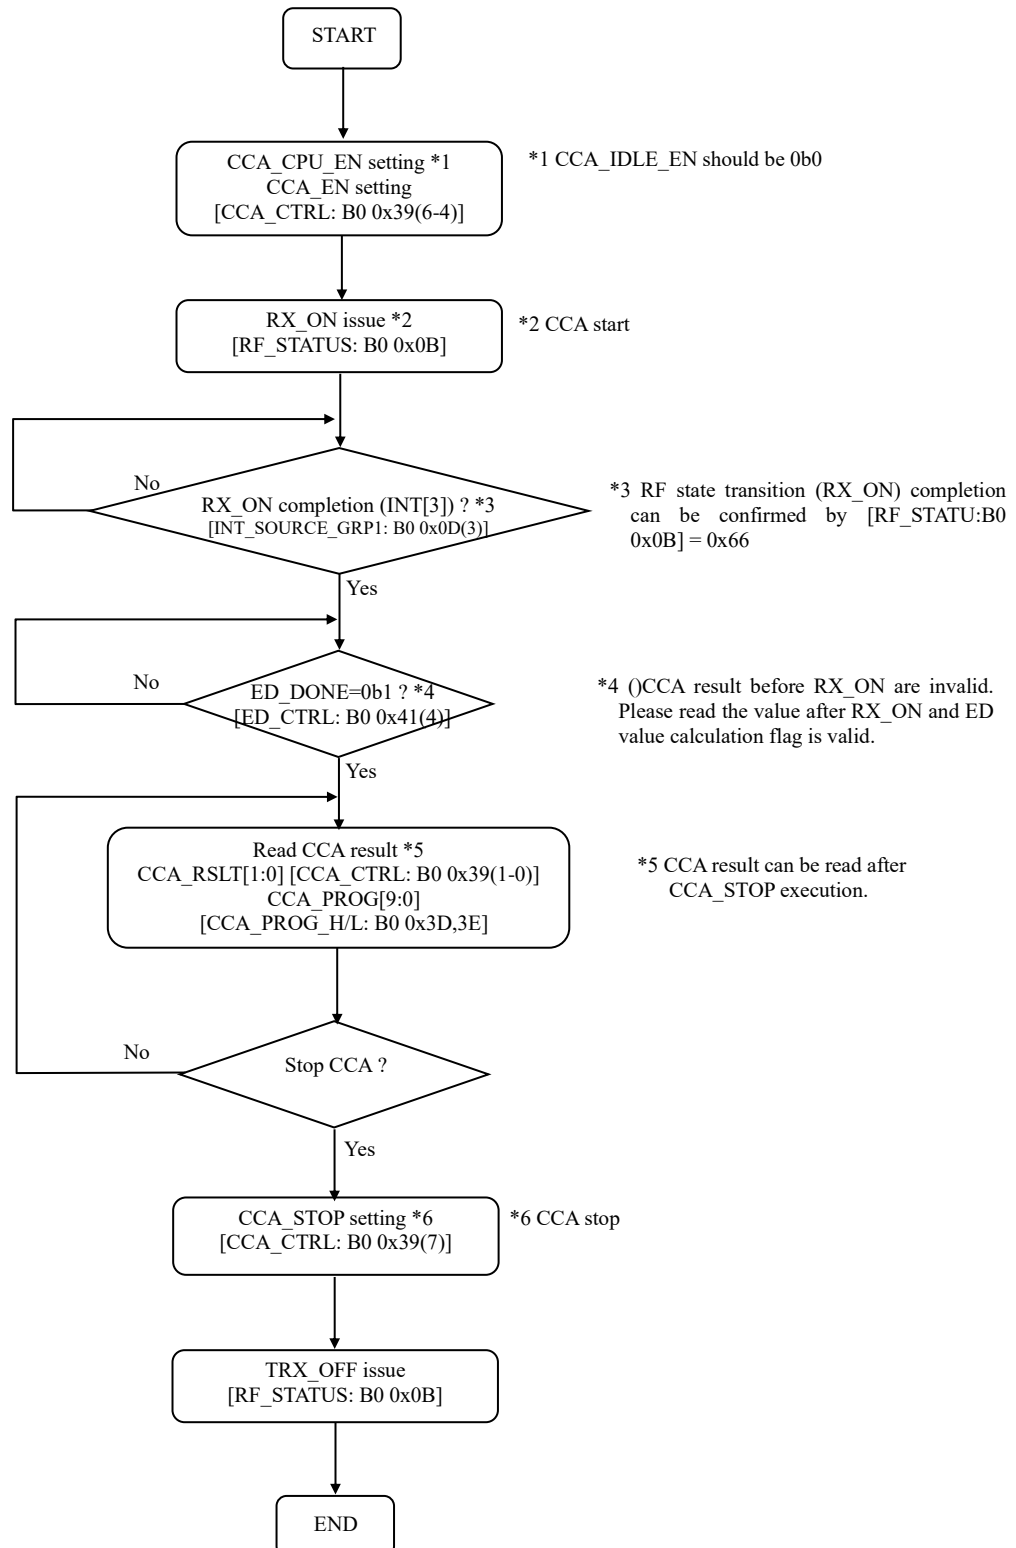 START
CCA_CPU_EN setting *1
CCA_EN setting
[CCA_CTRL: B0 0x39(6-4)]
*1 CCA_IDLE_EN should be 0b0
RX_ON issue *2
[RF_STATUS: B0 0x0B]
*2 CCA start
No
RX_ON completion (INT[3]) ? *3
[INT_SOURCE_GRP1: B0 0x0D(3)]
*3 RF state transition (RX_ON) completion
can be confirmed by [RF_STATU:B0
0x0B] = 0x66
Yes
No
ED_DONE=0b1 ? *4
[ED_CTRL: B0 0x41(4)]
*4 ()CCA result before RX_ON are invalid.
Please read the value after RX_ON and ED
value calculation flag is valid.
Yes
Read CCA result *5
CCA_RSLT[1:0] [CCA_CTRL: B0 0x39(1-0)]
CCA_PROG[9:0]
[CCA_PROG_H/L: B0 0x3D,3E]
*5 CCA result can be read after
CCA_STOP execution.
No
Stop CCA ?
Yes
CCA_STOP setting *6
[CCA_CTRL: B0 0x39(7)]
*6 CCA stop
TRX_OFF issue
[RF_STATUS: B0 0x0B]
END